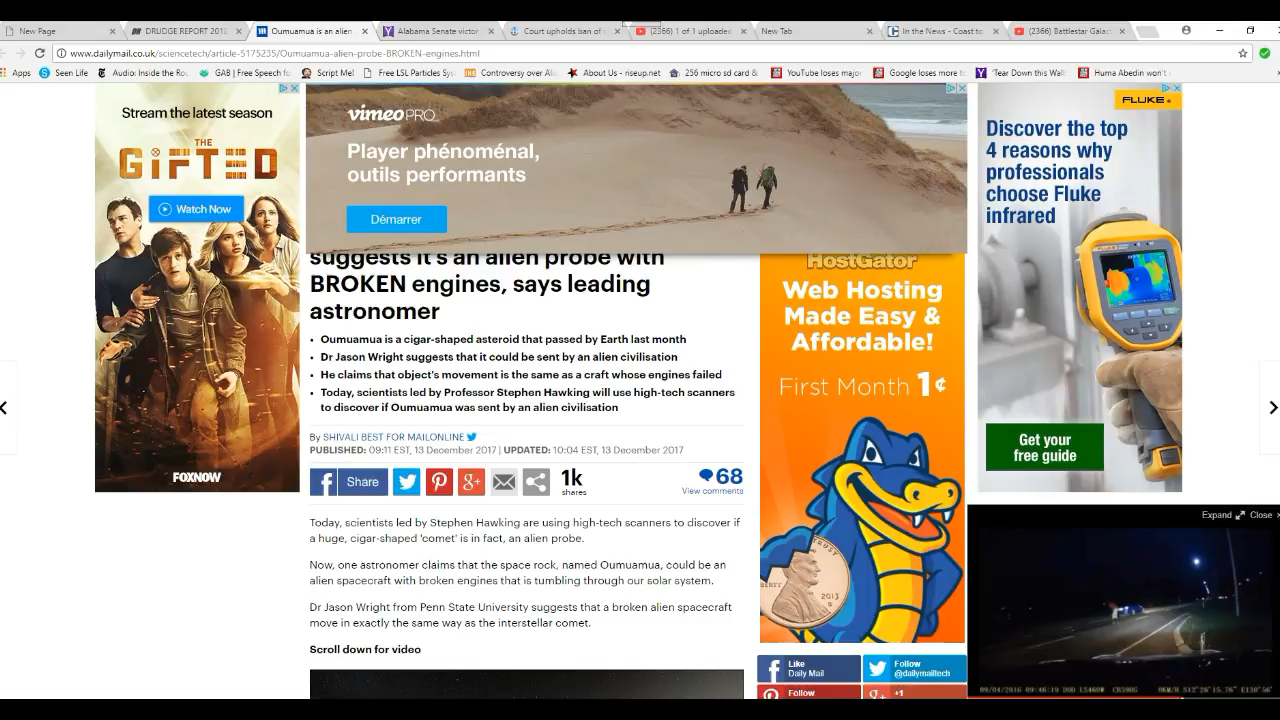 New Page
DRUDGE REPORT 2018
Oumuamua is an alien
Alabama Senate victor
Court upholds ban of
(2366) 1 of 1 uploaded
New Tab
In the News - Court to
(2366) Battlestar Galact
www.dailymail.co.uk/sciencetech/article-5175235/Oumuamua-alien-probe-BROKEN-engines.html
Apps
Seen Life
Audio: Inside the Rou
GAB | Free Speech fo
Script Me!
Free LSL Particles Sys
Controversy over Ali
About Us - riseup.net
256 micro sd card &
YouTube loses major
Google loses more t
'Tear Down this Wall
Huma Abedin won't
Stream the latest season
THE
GIFTED
Watch Now
FOXNOW
vimeo PRO
Player phénoménal,
outils performants
Démarrer
suggests it's an alien probe with
BROKEN engines, says leading
astronomer
• Oumuamua is a cigar-shaped asteroid that passed by Earth last month
• Dr Jason Wright suggests that it could be sent by an alien civilisation
• He claims that object's movement is the same as a craft whose engines failed
• Today, scientists led by Professor Stephen Hawking will use high-tech scanners
to discover if Oumuamua was sent by an alien civilisation
By SHIVALI BEST FOR MAILONLINE
PUBLISHED: 09:11 EST, 13 December 2017 | UPDATED: 10:04 EST, 13 December 2017
Share
1k
shares
68
View comments
Today, scientists led by Stephen Hawking are using high-tech scanners to discover if
a huge, cigar-shaped 'comet' is in fact, an alien probe.
Now, one astronomer claims that the space rock, named Oumuamua, could be an
alien spacecraft with broken engines that is tumbling through our solar system.
Dr Jason Wright from Penn State University suggests that a broken alien spacecraft
move in exactly the same way as the interstellar comet.
Scroll down for video
HostGator
Web Hosting
Made Easy &
Affordable!
First Month 1¢
TRUST
LIBERTY
2013
Like
Daily Mail
Follow
@dailymailtech
Follow
+1
FLUKE
Discover the top
4 reasons why
professionals
choose Fluke
infrared
Get your
free guide
Expand
Close